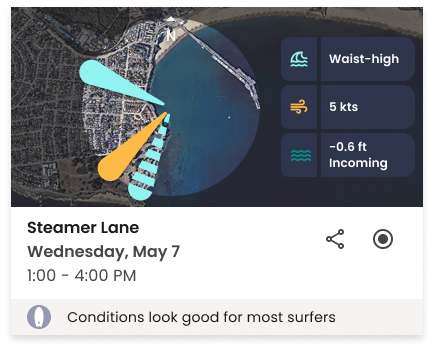 N
Waist-high
5 kts
-0.6 ft
Incoming
Steamer Lane
Wednesday, May 7
1:00 - 4:00 PM
Conditions look good for most surfers